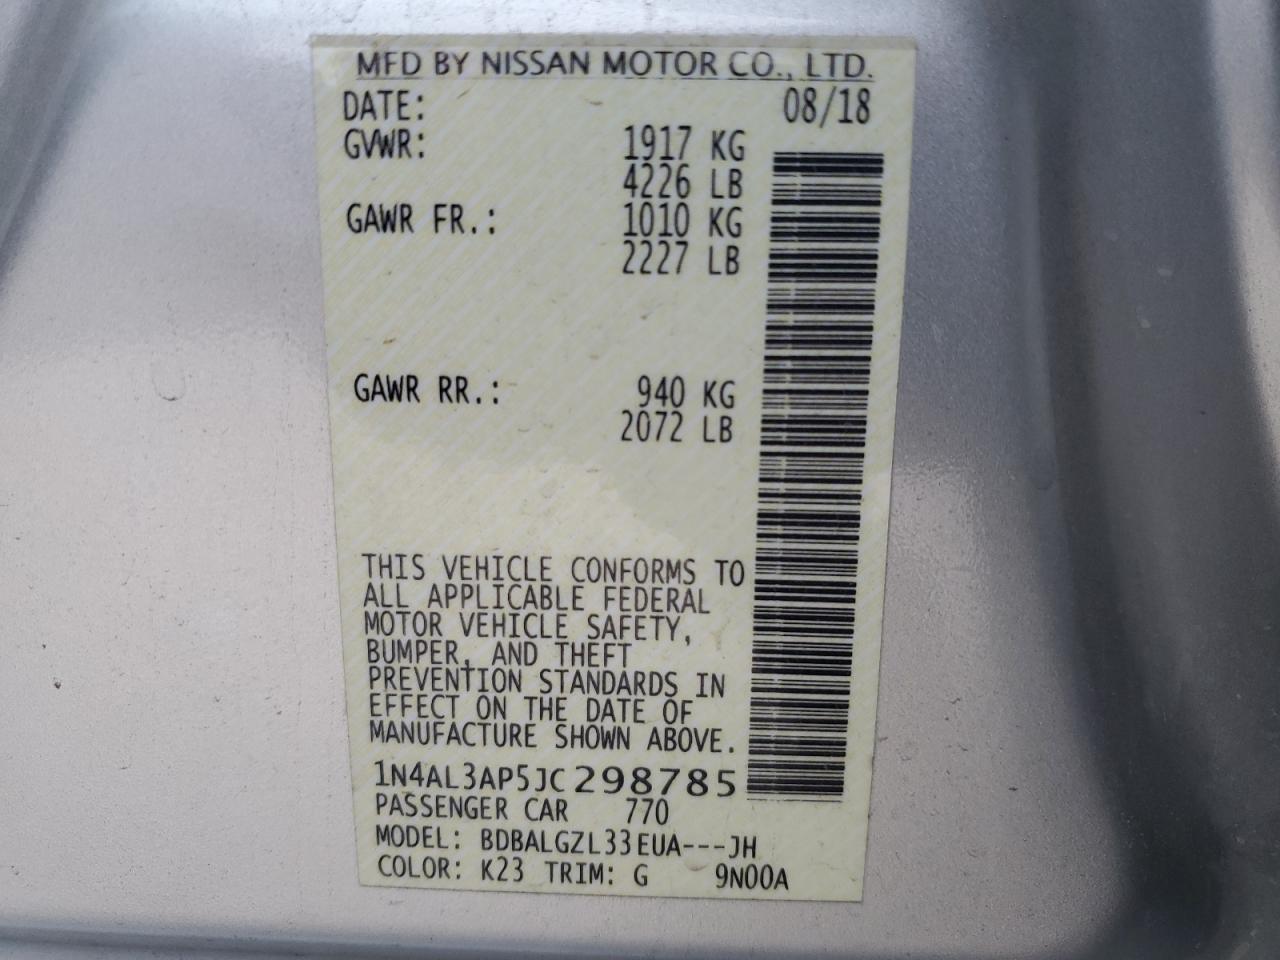 MFD BY NISSAN MOTOR CO., LTD.
DATE: 08/18
GVWR: 1917 KG
4226 LB
GAWR FR.: 1010 KG
2227 LB
GAWR RR.: 940 KG
2072 LB
THIS VEHICLE CONFORMS TO
ALL APPLICABLE FEDERAL
MOTOR VEHICLE SAFETY,
BUMPER, AND THEFT
PREVENTION STANDARDS IN
EFFECT ON THE DATE OF
MANUFACTURE SHOWN ABOVE.
1N4AL3AP5JC298785
PASSENGER CAR 770
MODEL: BDBALGZL33EUA---JH
COLOR: K23 TRIM: G 9N00A